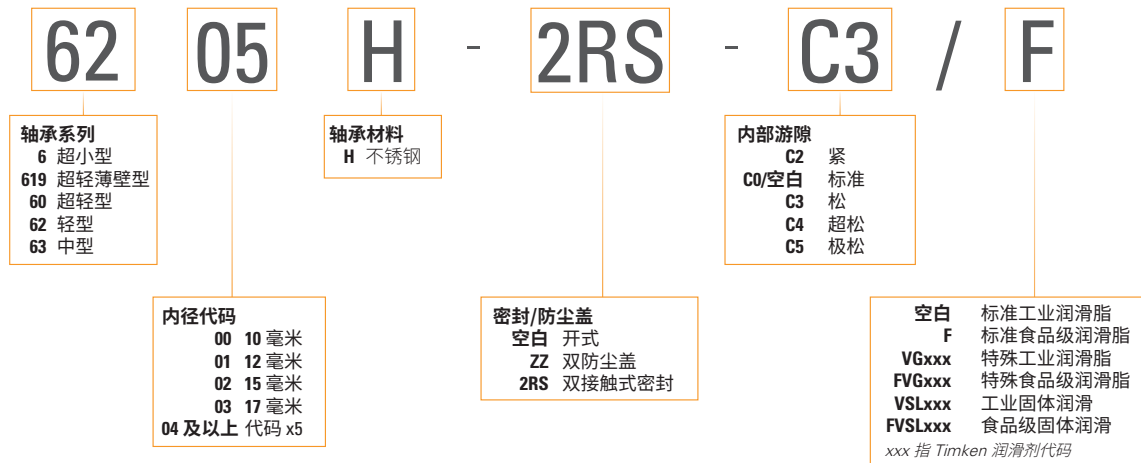 62 05 H - 2RS - C3 / F
轴承系列
6 超小型
619 超轻薄壁型
60 超轻型
62 轻型
63 中型
轴承材料
H 不锈钢
内部游隙
C2 紧
C0/空白 标准
C3 松
C4 超松
C5 极松
内径代码
00 10 毫米
01 12 毫米
02 15 毫米
03 17 毫米
04 及以上 代码 x5
密封/防尘盖
空白 开式
ZZ 双防尘盖
2RS 双接触式密封
空白 标准工业润滑脂
F 标准食品级润滑脂
VGxxx 特殊工业润滑脂
FVGxxx 特殊食品级润滑脂
VSLxxx 工业固体润滑
FVSLxxx 食品级固体润滑
xxx 指 Timken 润滑剂代码